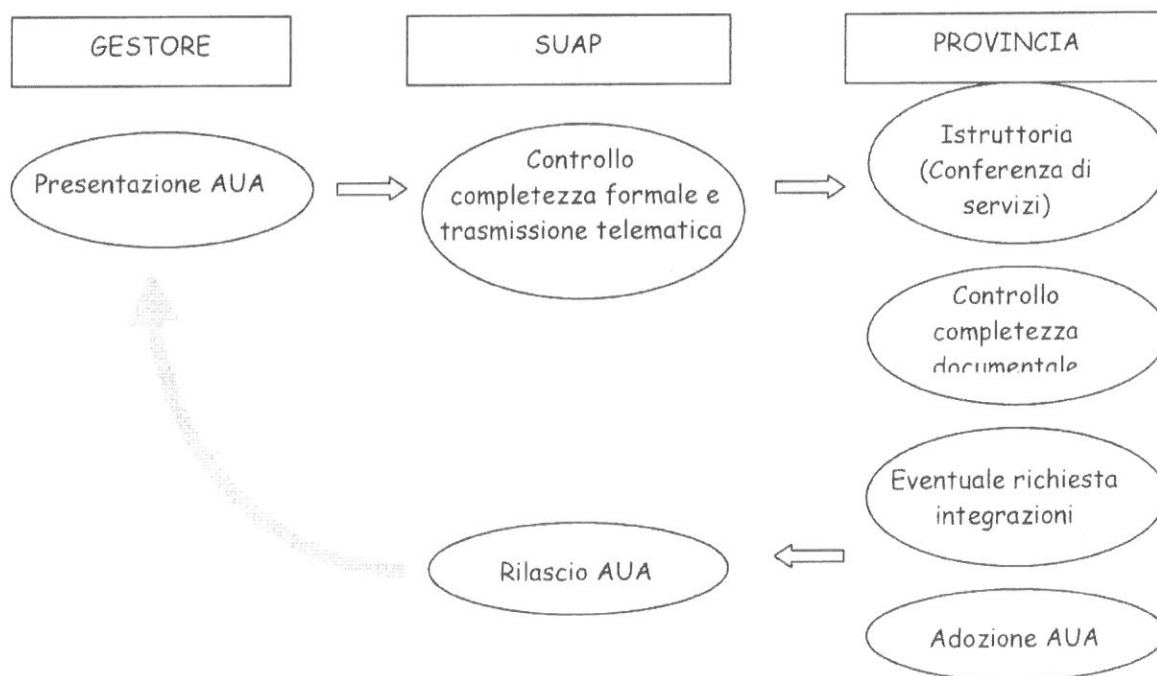 GESTORE
SUAP
PROVINCIA
Presentazione AUA
Controllo
completezza formale e
trasmissione telematica
Istruttoria
(Conferenza di
servizi)
Controllo
completezza
documentale
Eventuale richiesta
integrazioni
Rilascio AUA
Adozione AUA